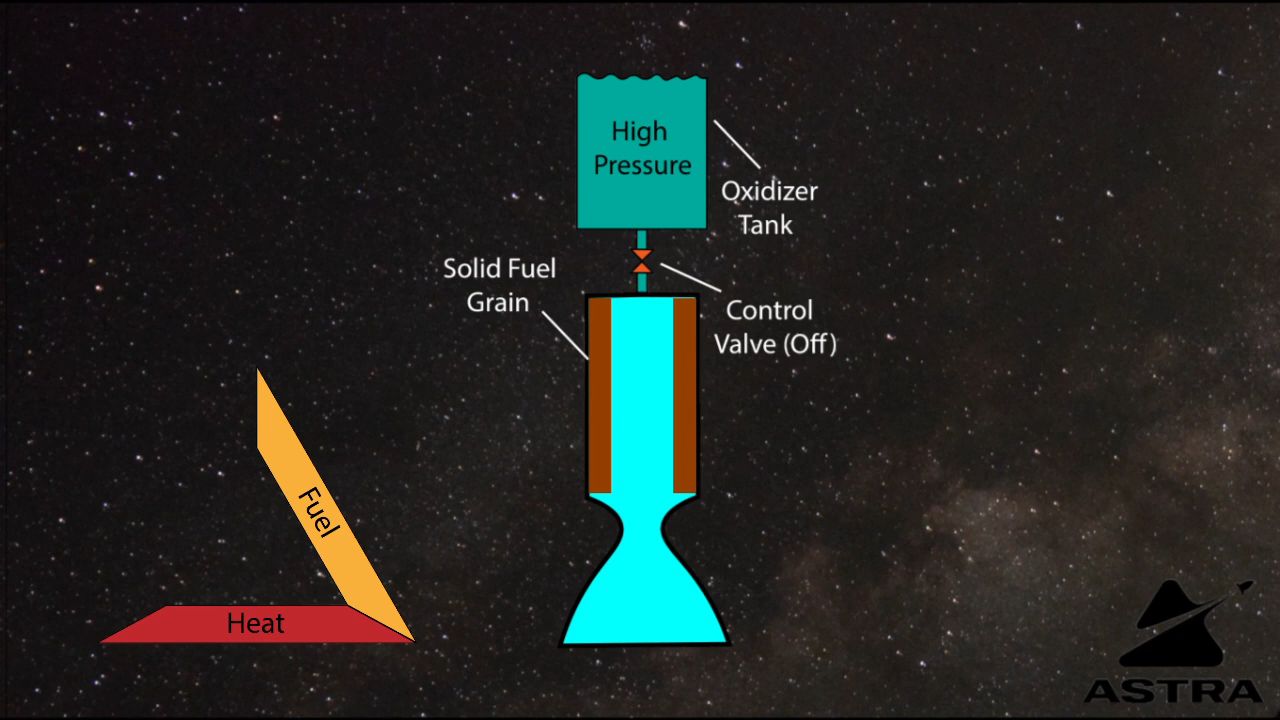 High
Pressure
Oxidizer
Tank
Solid Fuel
Grain
Control
Valve (Off)
Fuel
Heat
ASTRA